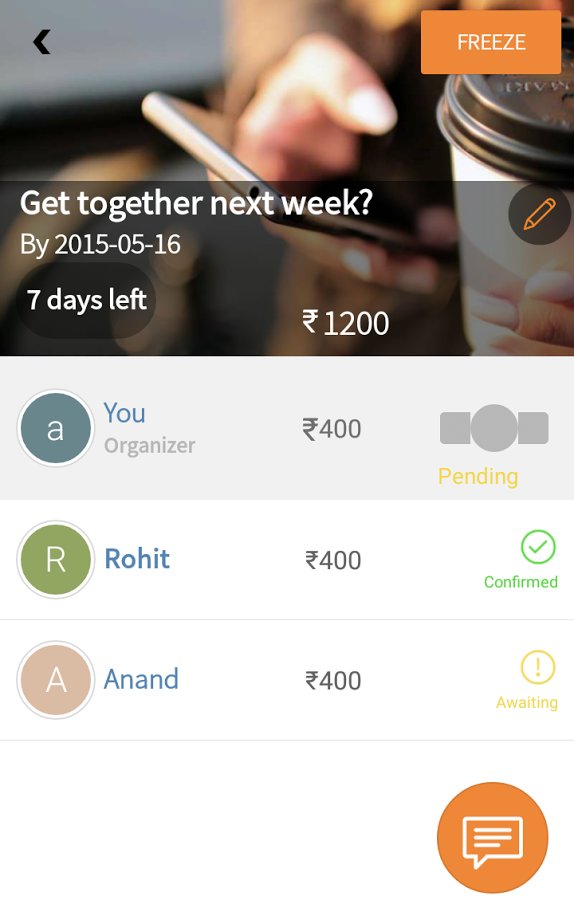 FREEZE
Get together next week?
By 2015-05-16
7 days left
₹ 1200
a
You
Organizer
₹400
Pending
R
Rohit
₹400
Confirmed
A
Anand
₹400
Awaiting